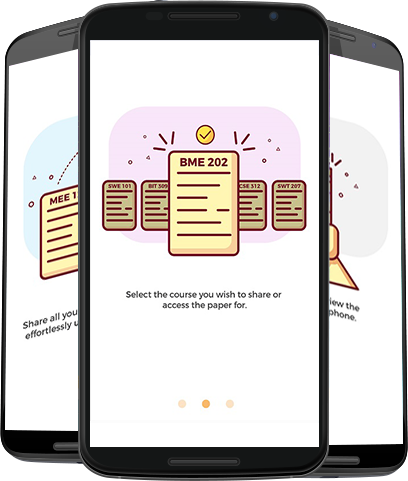 BME 202
SWE 101
BIT 309
CSE 312
SWT 207
Select the course you wish to share or
access the paper for.
MEE 1
Share all you
effortlessly u
iew the
phone.